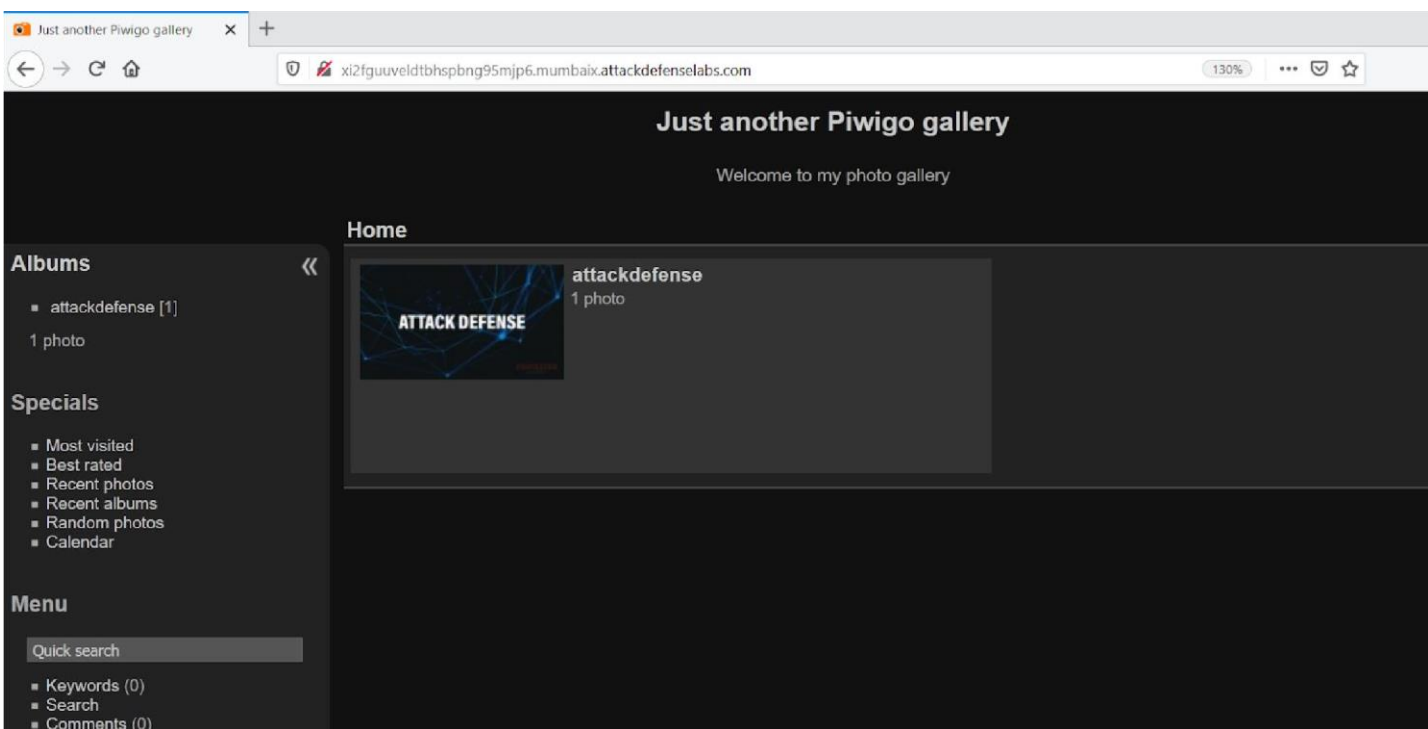 Just another Piwigo gallery
xi2fguuveldtbhspbng95mjp6.mumbaix.attackdefenselabs.com
130%
Just another Piwigo gallery
Welcome to my photo gallery
Home
Albums
attackdefense [1]
1 photo
ATTACK DEFENSE
attackdefense
1 photo
Specials
Most visited
Best rated
Recent photos
Recent albums
Random photos
Calendar
Menu
Quick search
Keywords (0)
Search
Comments (0)